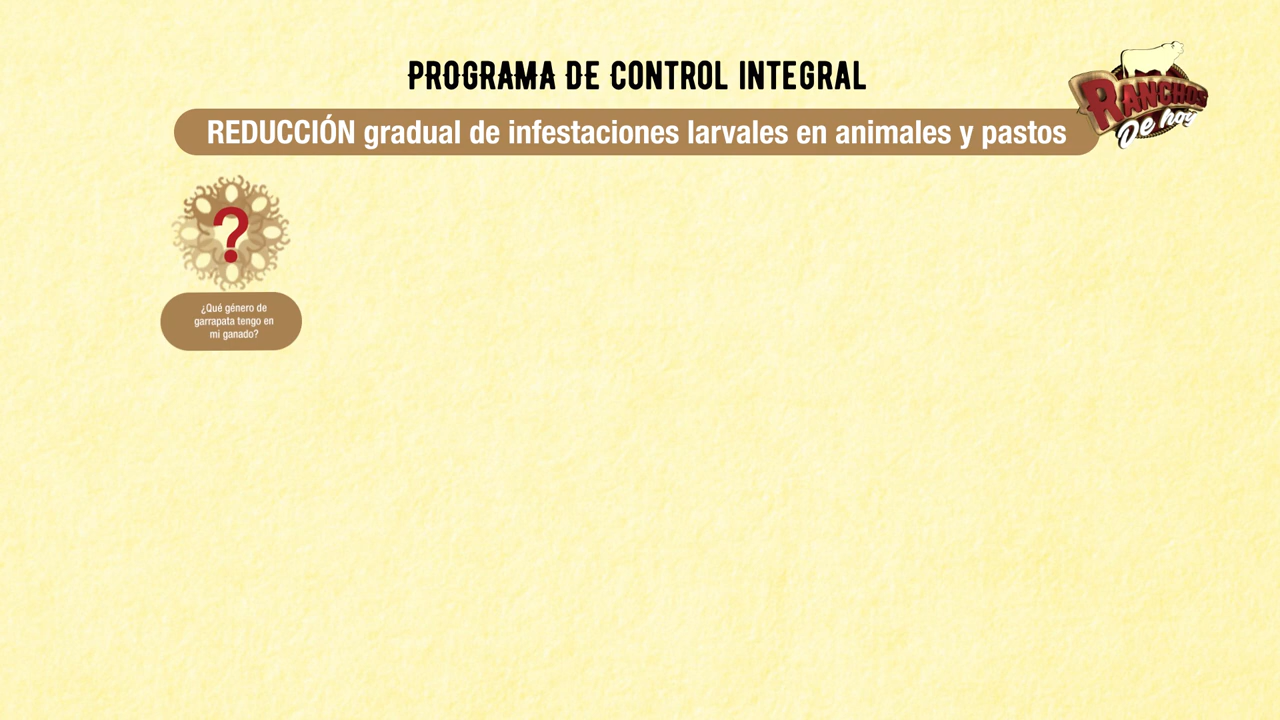 PROGRAMA DE CONTROL INTEGRAL
RANCHOS
De hoy
REDUCCIÓN gradual de infestaciones larvales en animales y pastos
?
¿Qué género de
garrapata tengo en
mi ganado?